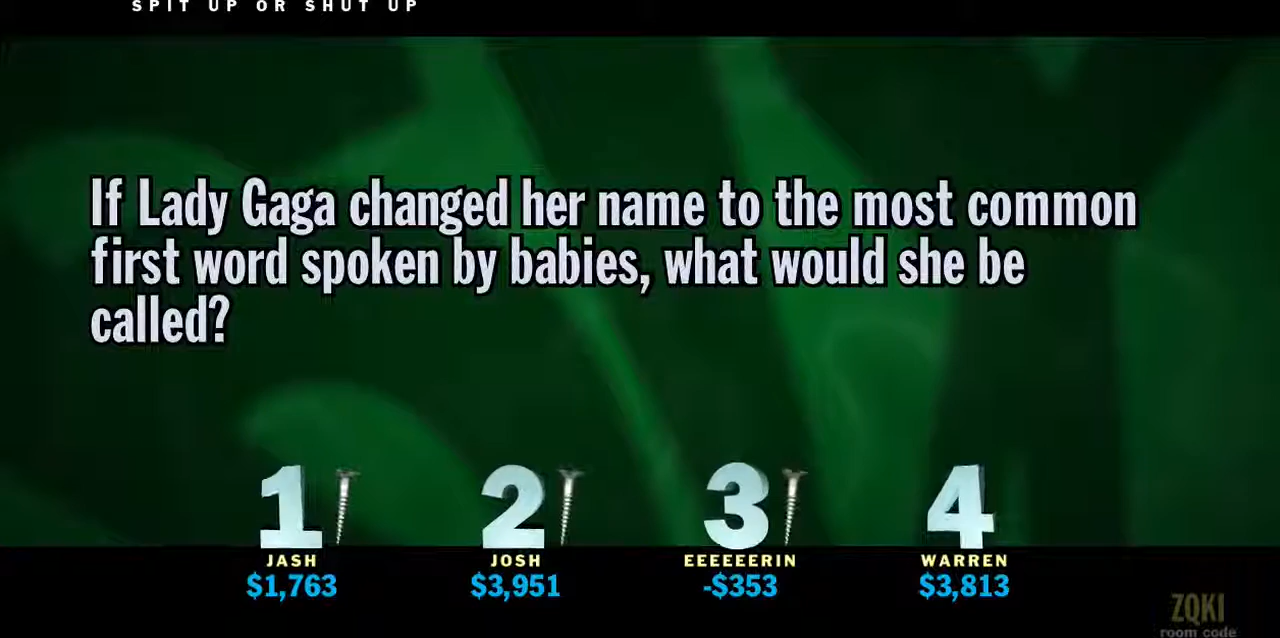 SPIT UP OR SHUT UP
If Lady Gaga changed her name to the most common
first word spoken by babies, what would she be
called?
1 2 3 4
JASH JOSH EEEEEERIN WARREN
$1,763 $3,951 -$353 $3,813
ZQKI
room code